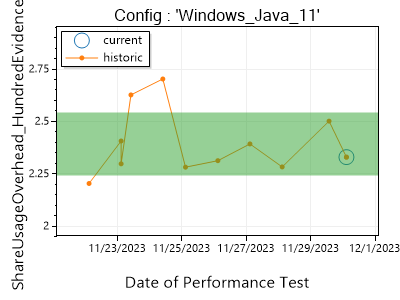 Config : 'Windows_Java_11'
current
historic
2.75
2.5
2.25
2
ShareUsageOverhead_HundredEvidence
11/23/2023
11/25/2023
11/27/2023
11/29/2023
12/1/2023
Date of Performance Test